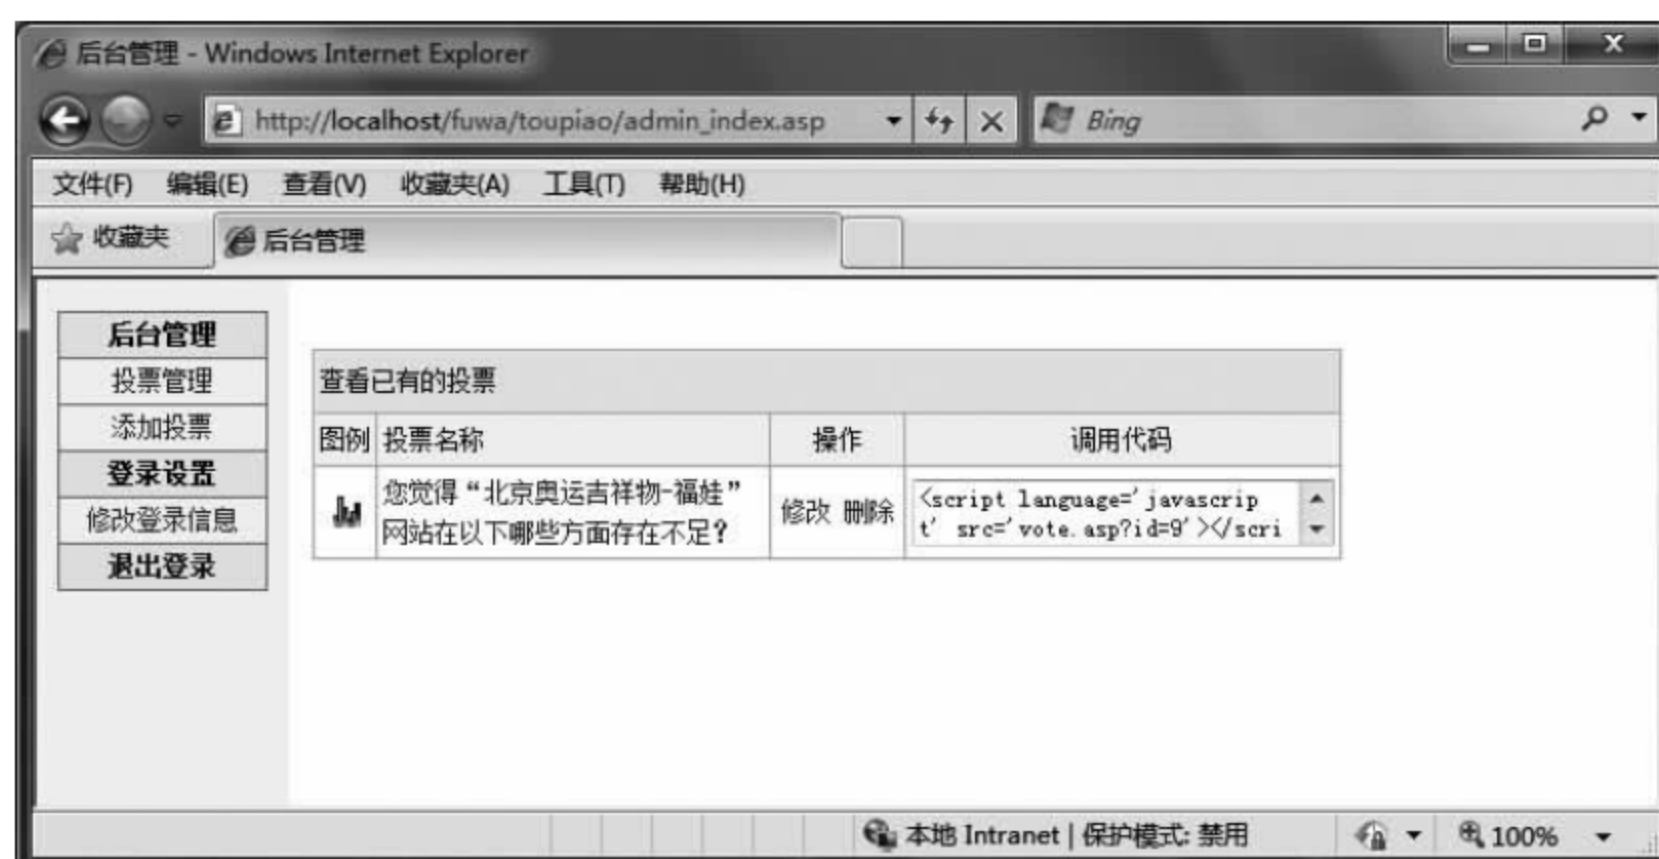 后台管理 - Windows Internet Explorer
http://localhost/fuwa/toupiao/admin_index.asp
Bing
文件(F) 编辑(E) 查看(V) 收藏夹(A) 工具(T) 帮助(H)
收藏夹 后台管理
后台管理
投票管理
添加投票
登录设置
修改登录信息
退出登录
查看已有的投票
图例 投票名称 操作 调用代码
您觉得“北京奥运吉祥物-福娃”
网站在以下哪些方面存在不足?
修改 删除
<script language='javascrip
t' src='vote.asp?id=9'></scri
本地 Intranet | 保护模式: 禁用 100%